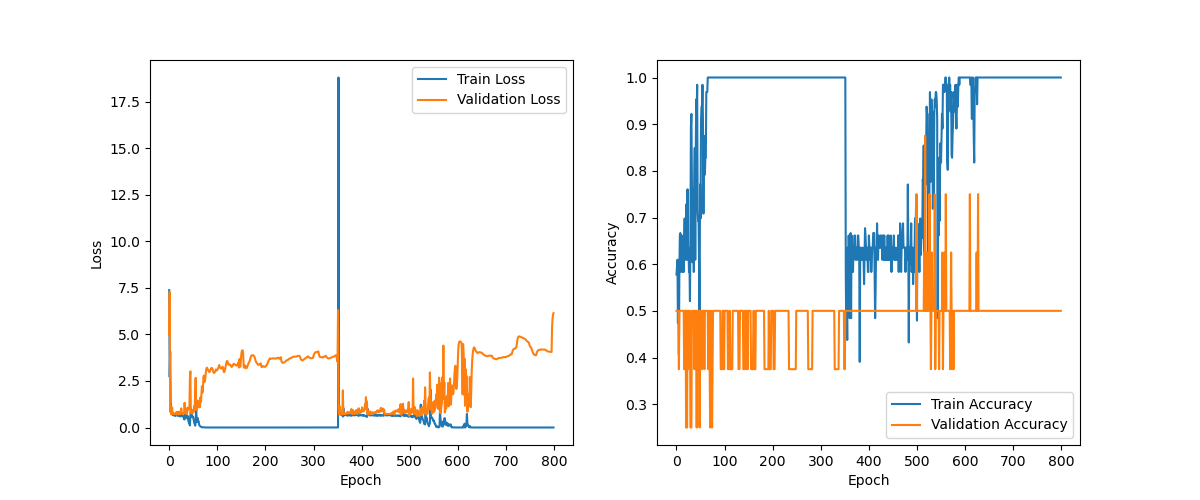 Train Loss
Validation Loss
17.5
15.0
12.5
10.0
7.5
5.0
2.5
0.0
Loss
0 100 200 300 400 500 600 700 800
Epoch
1.0
0.9
0.8
0.7
0.6
0.5
0.4
0.3
Accuracy
Train Accuracy
Validation Accuracy
0 100 200 300 400 500 600 700 800
Epoch